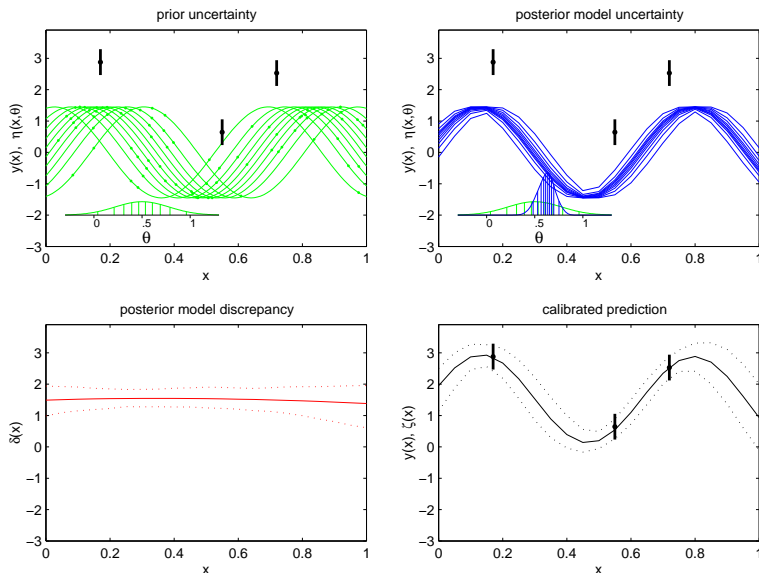 prior uncertainty
y(x), η(x,θ)
3
2
1
0
−1
−2
−3
0 .5 1
θ
0 0.2 0.4 0.6 0.8 1
x
posterior model uncertainty
y(x), η(x,θ)
3
2
1
0
−1
−2
−3
0 .5 1
θ
0 0.2 0.4 0.6 0.8 1
x
posterior model discrepancy
δ(x)
3
2
1
0
−1
−2
−3
0 0.2 0.4 0.6 0.8 1
x
calibrated prediction
y(x), ζ(x)
3
2
1
0
−1
−2
−3
0 0.2 0.4 0.6 0.8 1
x